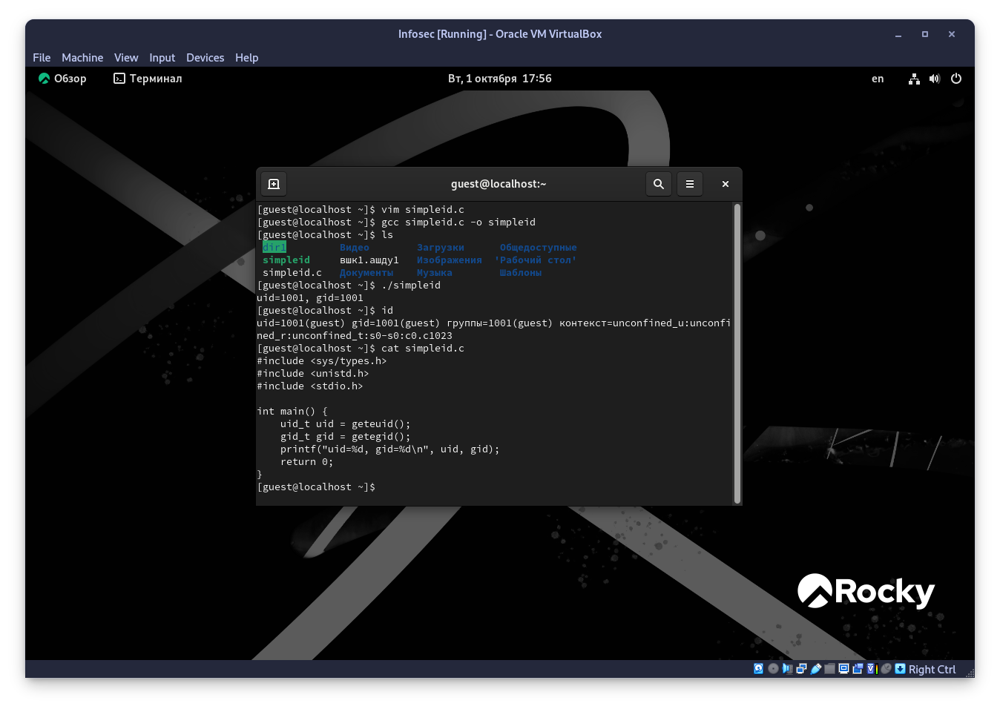 Infosec [Running] - Oracle VM VirtualBox
File Machine View Input Devices Help
Обзор Терминал Вт, 1 октября 17:56 en
guest@localhost:~
[guest@localhost ~]$ vim simpleid.c
[guest@localhost ~]$ gcc simpleid.c -o simpleid
[guest@localhost ~]$ ls
dir1 Видео Загрузки Общедоступные
simpleid вшк1.ашду1 Изображения 'Рабочий стол'
simpleid.c Документы Музыка Шаблоны
[guest@localhost ~]$ ./simpleid
uid=1001, gid=1001
[guest@localhost ~]$ id
uid=1001(guest) gid=1001(guest) группы=1001(guest) контекст=unconfined_u:unconfi
ned_r:unconfined_t:s0-s0:c0.c1023
[guest@localhost ~]$ cat simpleid.c
#include <sys/types.h>
#include <unistd.h>
#include <stdio.h>
int main() {
    uid_t uid = geteuid();
    gid_t gid = getegid();
    printf("uid=%d, gid=%d\n", uid, gid);
    return 0;
}
[guest@localhost ~]$
Rocky
Right Ctrl